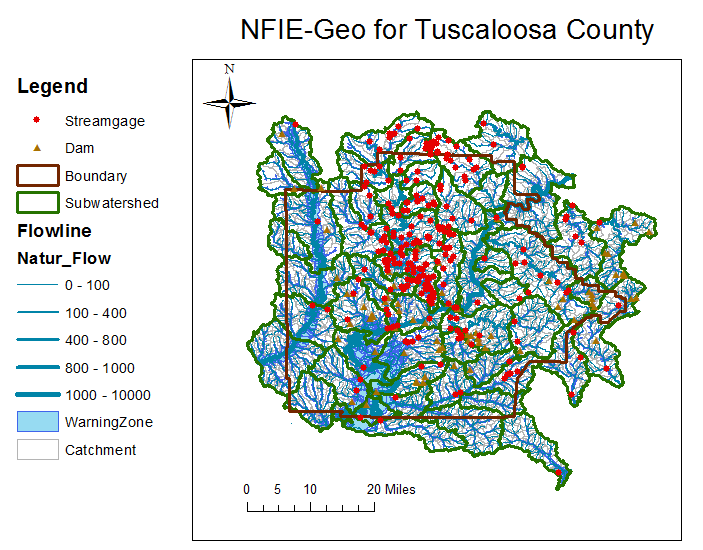 NFIE-Geo for Tuscaloosa County
N
Legend
Streamgage
Dam
Boundary
Subwatershed
Flowline
Natur_Flow
0 - 100
100 - 400
400 - 800
800 - 1000
1000 - 10000
WarningZone
Catchment
0 5 10 20 Miles